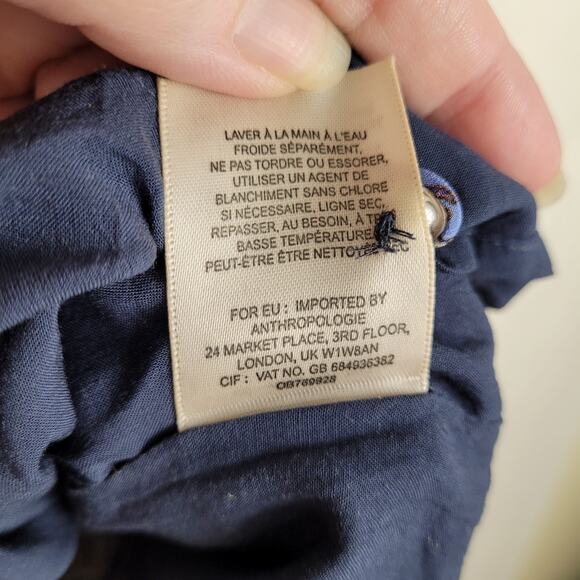 LAVER À LA MAIN À L'EAU
FROIDE SÉPARÉMENT,
NE PAS TORDRE OU ESSORER,
UTILISER UN AGENT DE
BLANCHIMENT SANS CHLORE
SI NÉCESSAIRE, LIGNE SEC,
REPASSER, AU BESOIN, À
BASSE TEMPÉRATURE
PEUT-ÊTRE ÊTRE
FOR EU : IMPORTED BY
ANTHROPOLOGIE
24 MARKET PLACE, 3RD FLOOR,
LONDON, UK W1W8AN
CIF : VAT NO. GB 684936382
OB769928